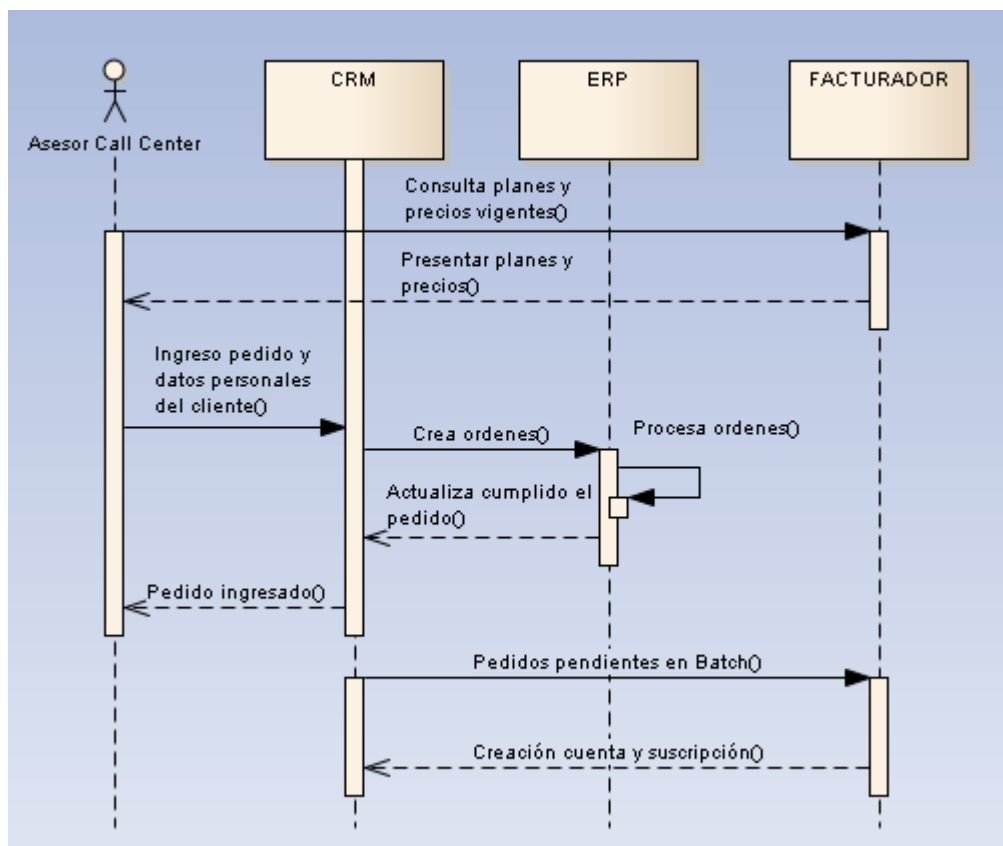 CRM
ERP
FACTURADOR
Asesor Call Center
Consulta planes y
precios vigentes()
Presentar planes y
precios()
Ingreso pedido y
datos personales
del cliente()
Crea ordenes()
Procesa ordenes()
Actualiza cumplido el
pedido()
Pedido ingresado()
Pedidos pendientes en Batch()
Creación cuenta y suscripción()